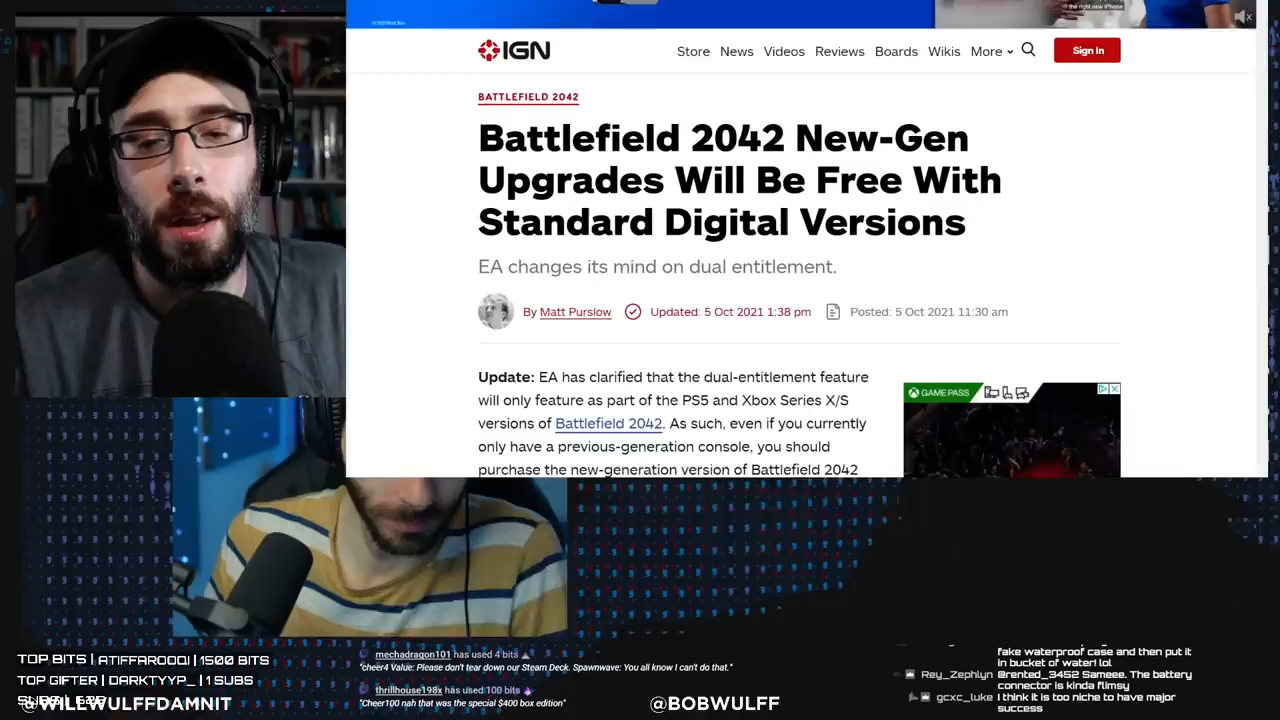 the right new iPhone
IGN
Store News Videos Reviews Boards Wikis More
Sign In
BATTLEFIELD 2042
Battlefield 2042 New-Gen
Upgrades Will Be Free With
Standard Digital Versions
EA changes its mind on dual entitlement.
By Matt Purslow Updated: 5 Oct 2021 1:38 pm Posted: 5 Oct 2021 11:30 am
Update: EA has clarified that the dual-entitlement feature
will only feature as part of the PS5 and Xbox Series X/S
versions of Battlefield 2042. As such, even if you currently
only have a previous-generation console, you should
purchase the new-generation version of Battlefield 2042
GAME PASS
mechadragon101 has used 4 bits
"cheer4 Value: Please don't tear down our Steam Deck. Spawnwave: You all know I can't do that."
thrillhouse198x has used 100 bits
"Cheer100 nah that was the special $400 box edition"
TOP BITS | ATIFFAROOQI | 1500 BITS
TOP GIFTER | DARKTYYP_ | 1 SUBS
@WILLWULFFDAMNIT
@BOBWULFF
fake waterproof case and then put it
in bucket of water! lol
Rey_Zephlyn @rented_3452 Sameee. The battery
connector is kinda flimsy
gcxc_luke I think it is too niche to have major
success